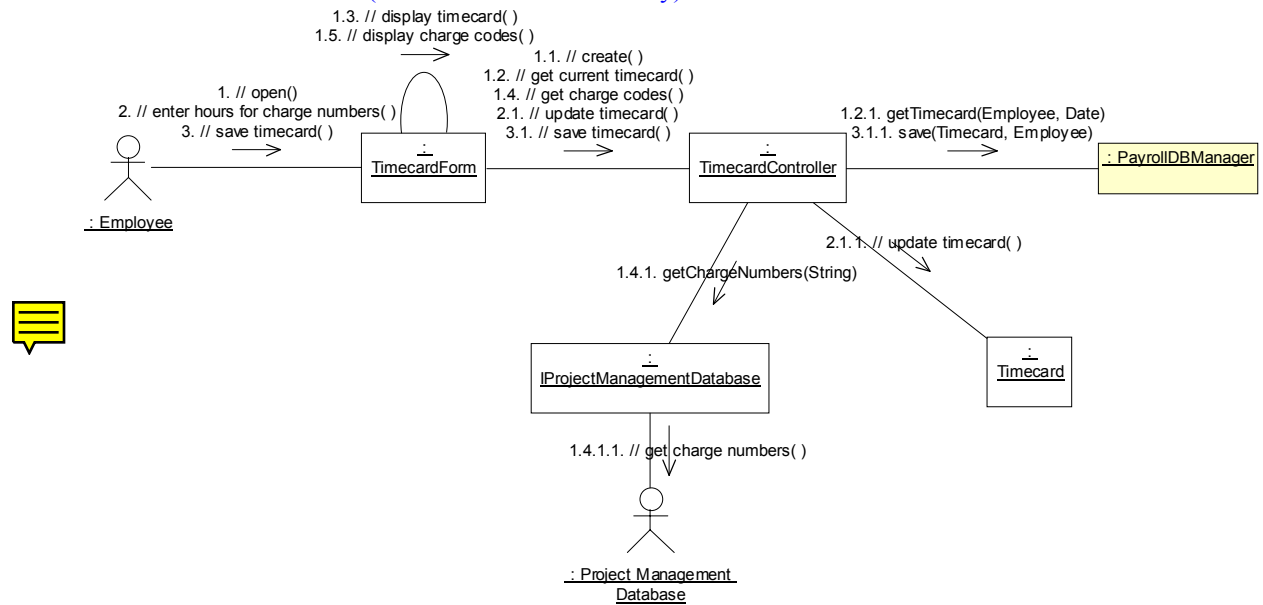 1.3. // display timecard( )
1.5. // display charge codes( )
1.1. // create( )
1.2. // get current timecard( )
1.4. // get charge codes( )
2.1. // update timecard( )
3.1. // save timecard( )
1. // open()
2. // enter hours for charge numbers( )
3. // save timecard( )
1.2.1. getTimecard(Employee, Date)
3.1.1. save(Timecard, Employee)
:
TimecardForm
:
TimecardController
: PayrollDBManager
: Employee
2.1.1. // update timecard( )
1.4.1. getChargeNumbers(String)
:
IProjectManagementDatabase
:
Timecard
1.4.1.1. // get charge numbers( )
: Project Management
Database